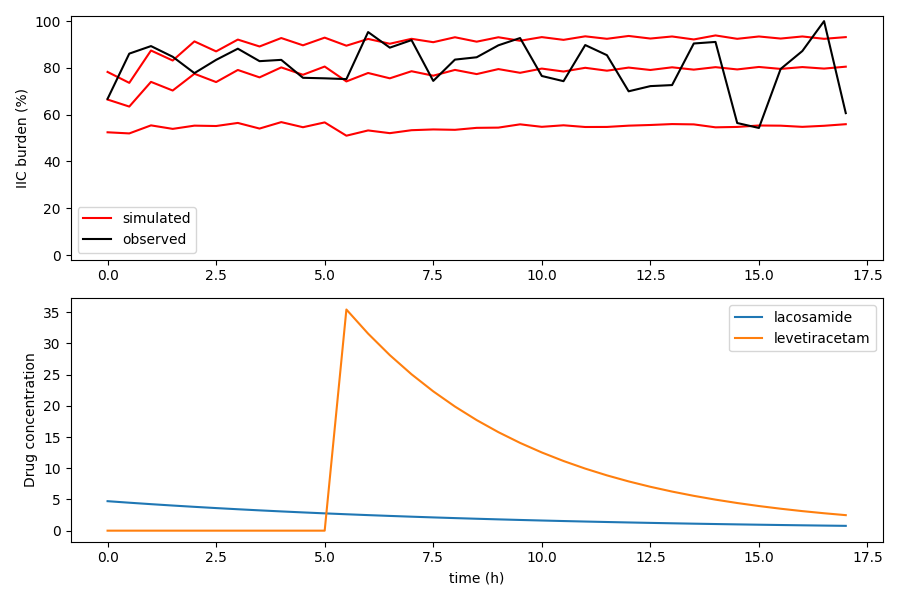 100
80
60
40
20
0
IIC burden (%)
simulated
observed
0.0 2.5 5.0 7.5 10.0 12.5 15.0 17.5
35
30
25
20
15
10
5
0
Drug concentration
lacosamide
levetiracetam
0.0 2.5 5.0 7.5 10.0 12.5 15.0 17.5
time (h)